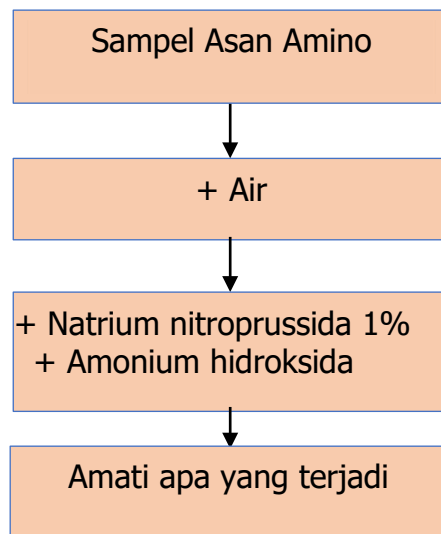 Sampel Asan Amino
+ Air
+ Natrium nitroprussida 1%
+ Amonium hidroksida
Amati apa yang terjadi